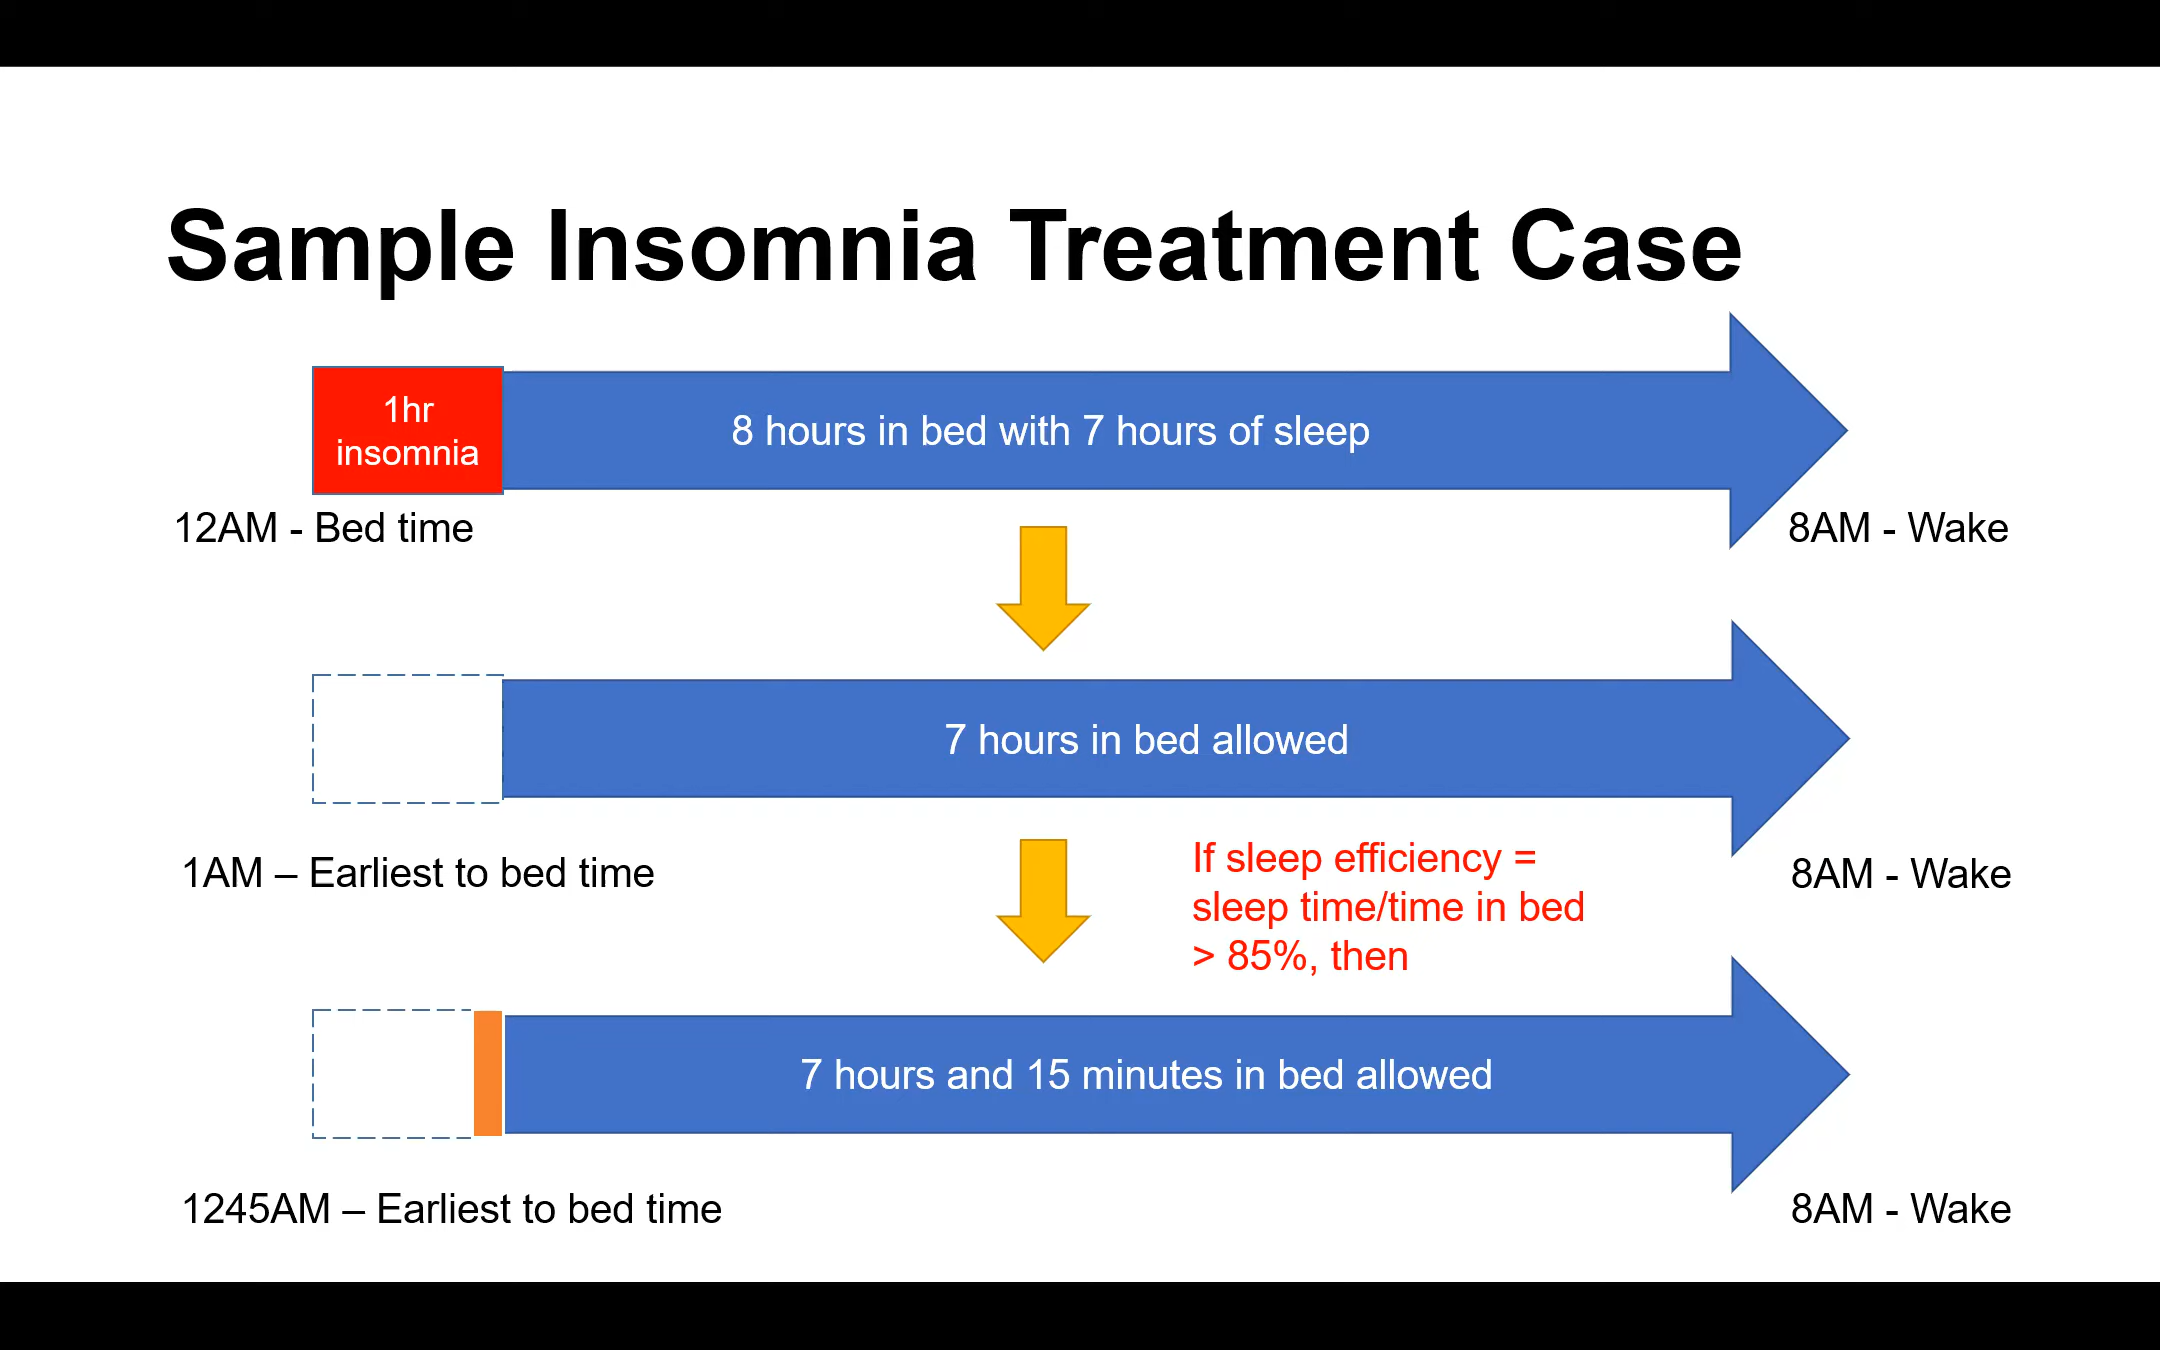 Sample Insomnia Treatment Case
1hr
insomnia
8 hours in bed with 7 hours of sleep
12AM - Bed time
8AM - Wake
7 hours in bed allowed
1AM – Earliest to bed time
8AM - Wake
If sleep efficiency =
sleep time/time in bed
> 85%, then
7 hours and 15 minutes in bed allowed
1245AM – Earliest to bed time
8AM - Wake